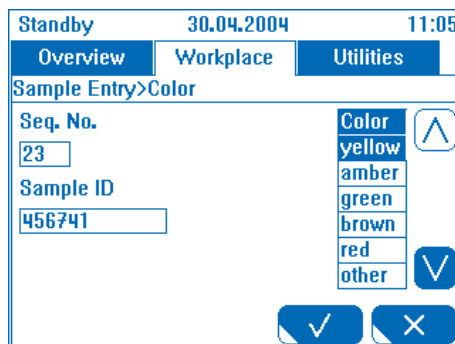 Standby 30.04.2004 11:05
Overview Workplace Utilities
Sample Entry>Color
Seq. No.
23
Sample ID
456741
Color
yellow
amber
green
brown
red
other